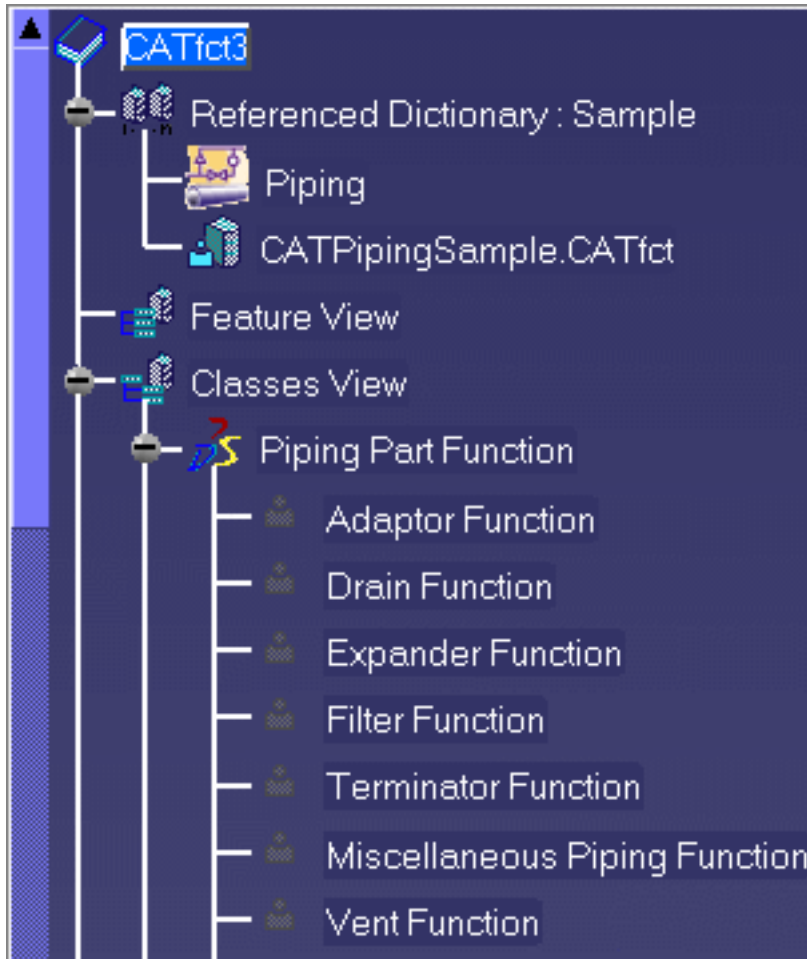 CATfct3
Referenced Dictionary : Sample
Piping
CATPipingSample.CATfct
Feature View
Classes View
Piping Part Function
Adaptor Function
Drain Function
Expander Function
Filter Function
Terminator Function
Miscellaneous Piping Function
Vent Function